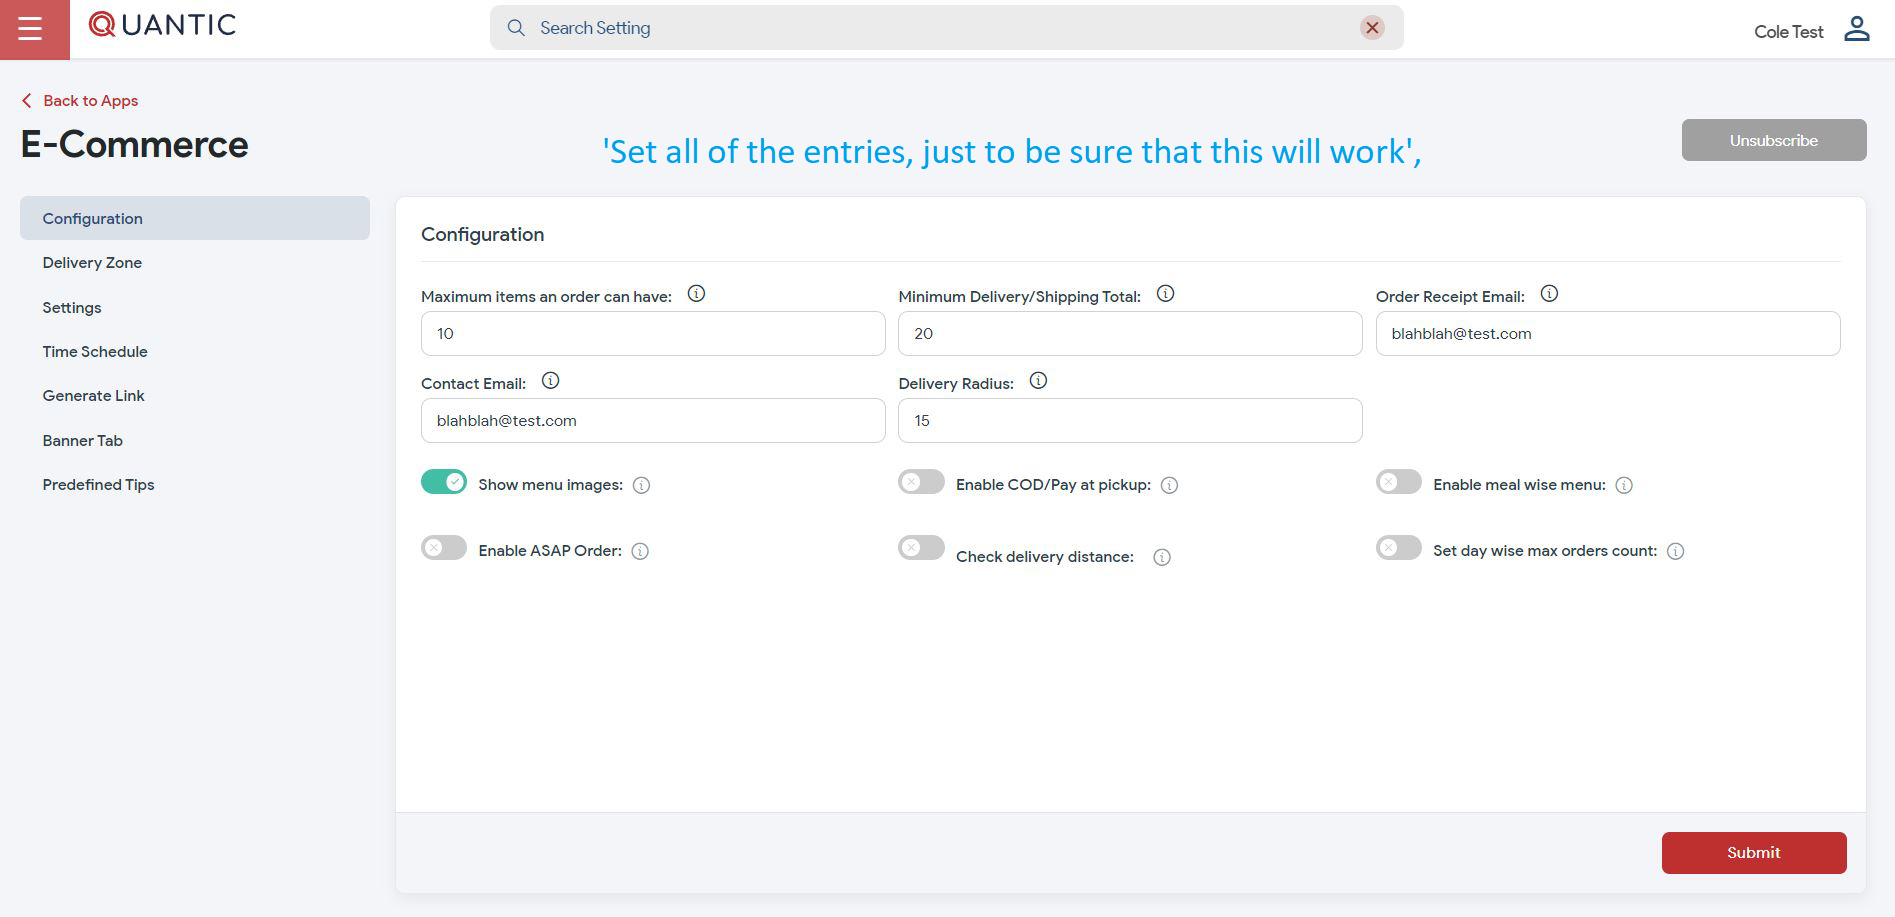 QUANTIC
Search Setting
Cole Test
Back to Apps
E-Commerce
'Set all of the entries, just to be sure that this will work',
Unsubscribe
Configuration
Delivery Zone
Settings
Time Schedule
Generate Link
Banner Tab
Predefined Tips
Configuration
Maximum items an order can have:
10
Minimum Delivery/Shipping Total:
20
Order Receipt Email:
blahblah@test.com
Contact Email:
blahblah@test.com
Delivery Radius:
15
Show menu images:
Enable COD/Pay at pickup:
Enable meal wise menu:
Enable ASAP Order:
Check delivery distance:
Set day wise max orders count:
Submit